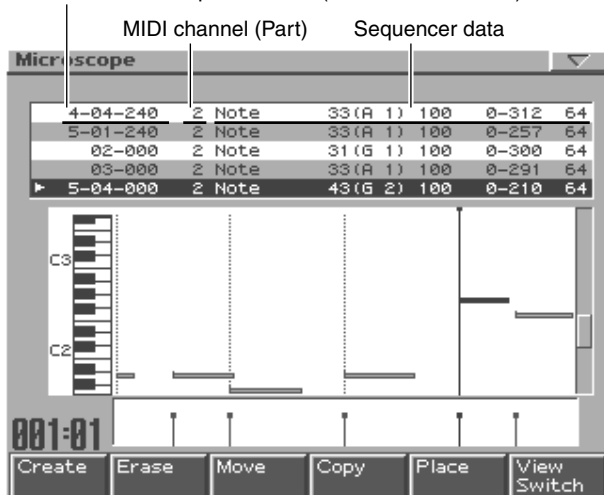 MIDI channel (Part) Sequencer data
Microscope
4-04-240 2 Note 33(A 1) 100 0-312 64
5-01-240 2 Note 33(A 1) 100 0-257 64
02-000 2 Note 31(G 1) 100 0-300 64
03-000 2 Note 33(A 1) 100 0-291 64
5-04-000 2 Note 43(G 2) 100 0-210 64
C3
C2
001:01
Create Erase Move Copy Place View Switch